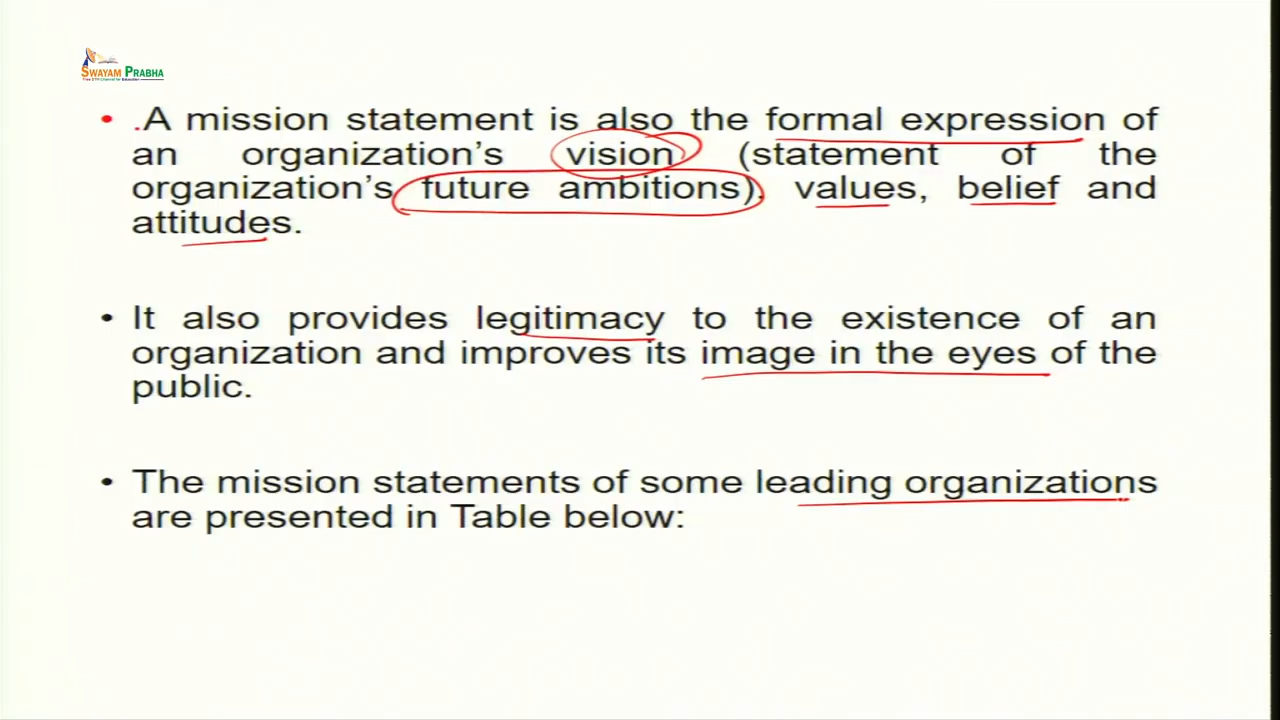 SWAYAM PRABHA
• .A mission statement is also the formal expression of
an organization's vision (statement of the
organization's future ambitions). values, belief and
attitudes.
• It also provides legitimacy to the existence of an
organization and improves its image in the eyes of the
public.
• The mission statements of some leading organizations
are presented in Table below: